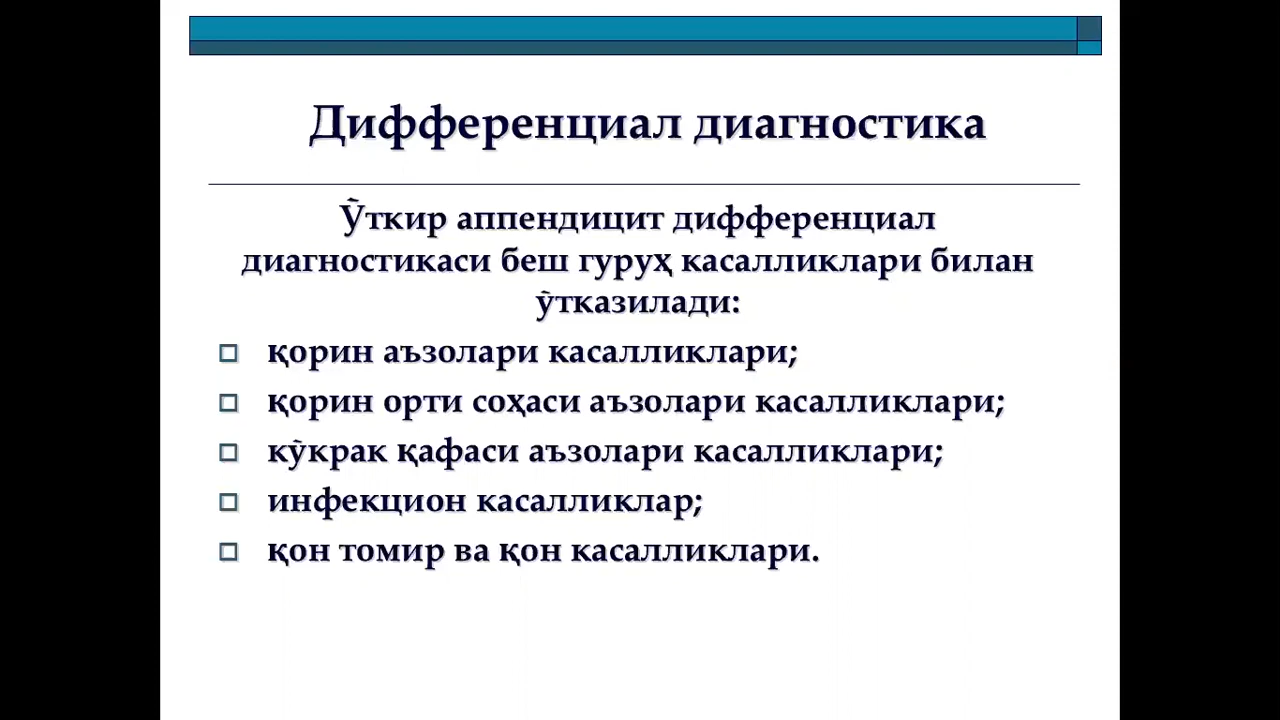 Дифференциал диагностика
Ўткир аппендицит дифференциал
диагностикаси беш гуруҳ касалликлари билан
ўтказилади:
қорин аъзолари касалликлари;
қорин орти соҳаси аъзолари касалликлари;
кўкрак қафаси аъзолари касалликлари;
инфекцион касалликлар;
қон томир ва қон касалликлари.